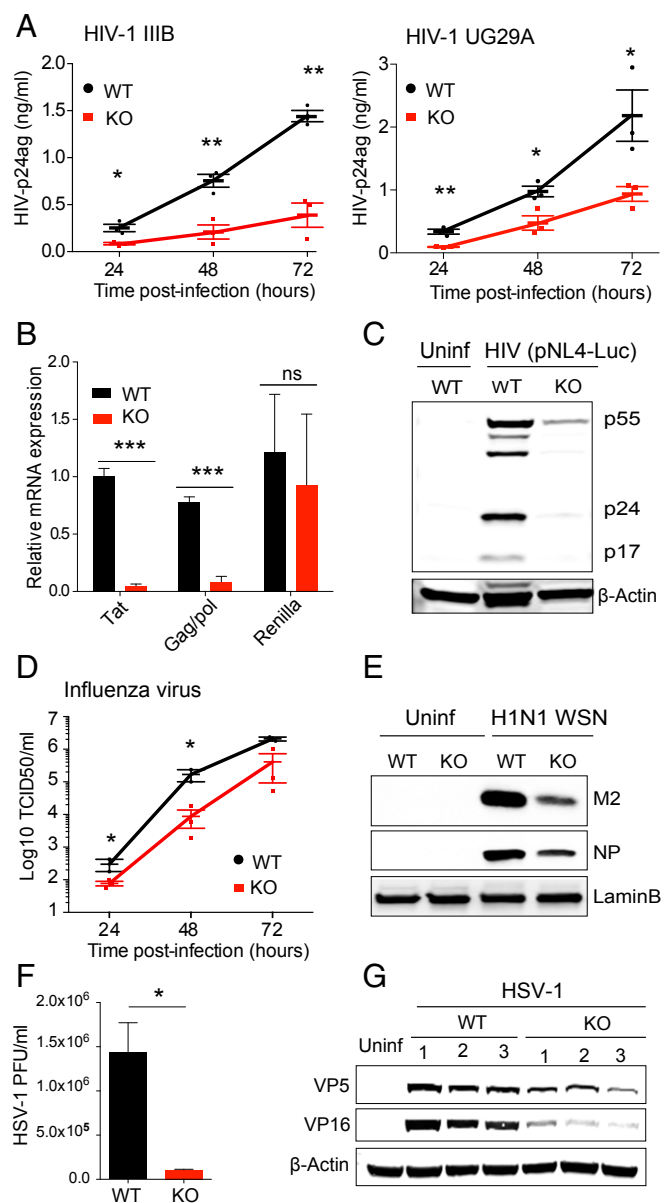 A
HIV-1 IIIB
HIV-p24ag (ng/ml)
2.0
1.5
1.0
0.5
0.0
WT
KO
*
**
**
24
48
72
Time post-infection (hours)
HIV-1 UG29A
HIV-p24ag (ng/ml)
3
2
1
0
WT
KO
**
*
*
24
48
72
Time post-infection (hours)
B
Relative mRNA expression
2.0
1.5
1.0
0.5
0.0
WT
KO
***
***
ns
Tat
Gag/pol
Renilla
C
Uninf HIV (pNL4-Luc)
WT wT KO
p55
p24
p17
β-Actin
D
Influenza virus
Log10 TCID50/ml
7
6
5
4
3
2
1
*
*
WT
KO
24
48
72
Time post-infection (hours)
E
Uninf H1N1 WSN
WT KO WT KO
M2
NP
LaminB
F
HSV-1 PFU/ml
2.0x10⁶
1.5x10⁶
1.0x10⁶
5.0x10⁵
0.0
*
WT
KO
G
HSV-1
WT KO
Uninf 1 2 3 1 2 3
VP5
VP16
β-Actin